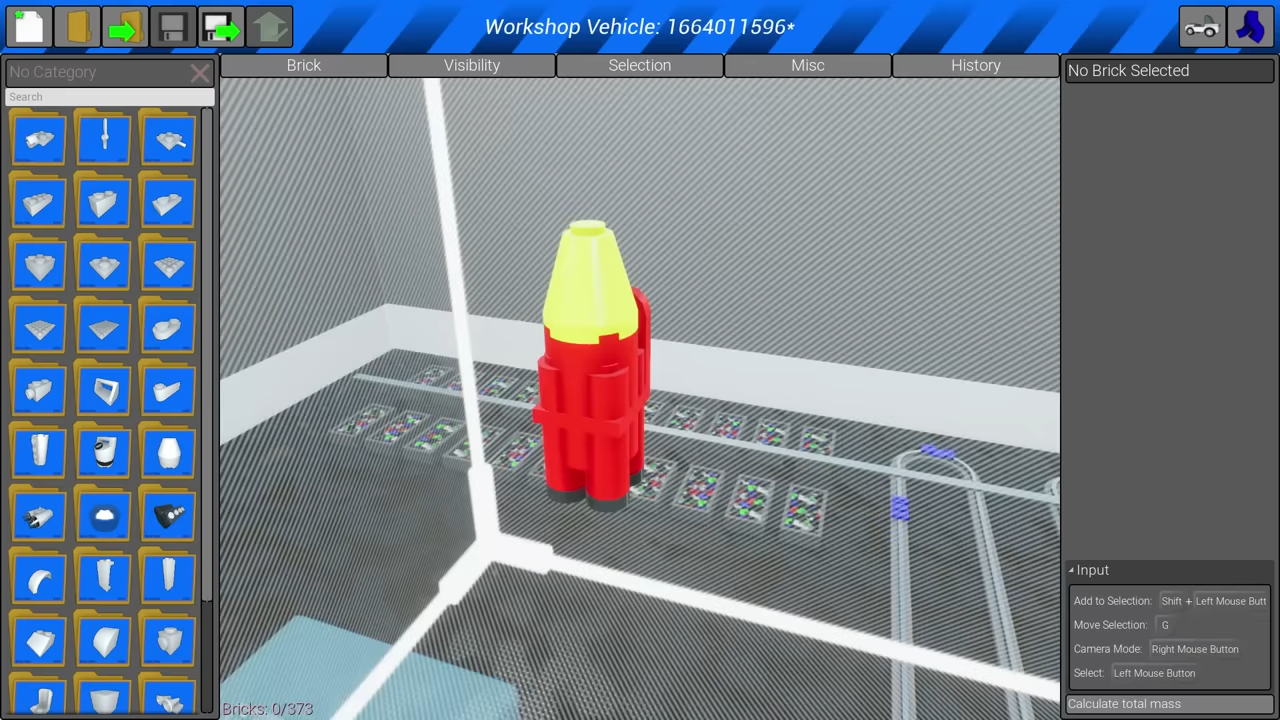 Workshop Vehicle: 1664011596*
No Category
Search
Brick
Visibility
Selection
Misc
History
No Brick Selected
Bricks: 0/373
Input
Add to Selection: Shift + Left Mouse Butt
Move Selection: G
Camera Mode: Right Mouse Button
Select: Left Mouse Button
Calculate total mass